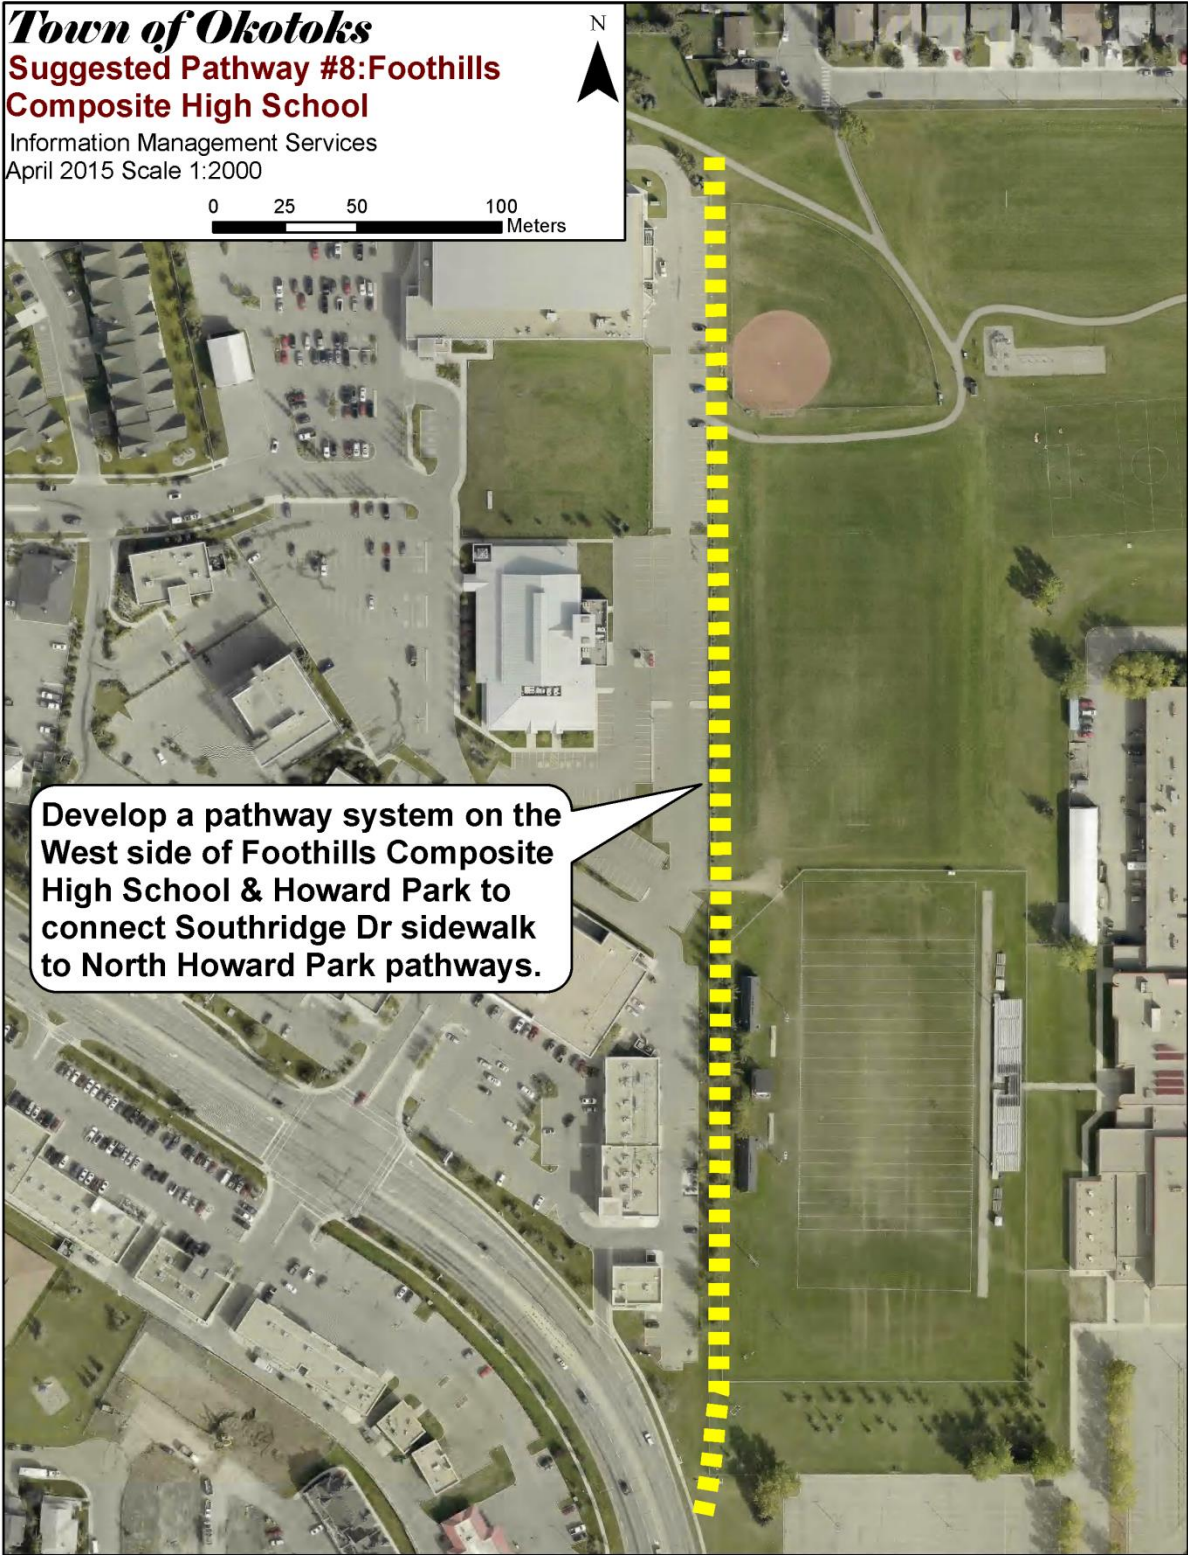 Town of Okotoks
Suggested Pathway #8:Foothills
Composite High School
Information Management Services
April 2015 Scale 1:2000
N
0 25 50 100
Meters
Develop a pathway system on the
West side of Foothills Composite
High School & Howard Park to
connect Southridge Dr sidewalk
to North Howard Park pathways.